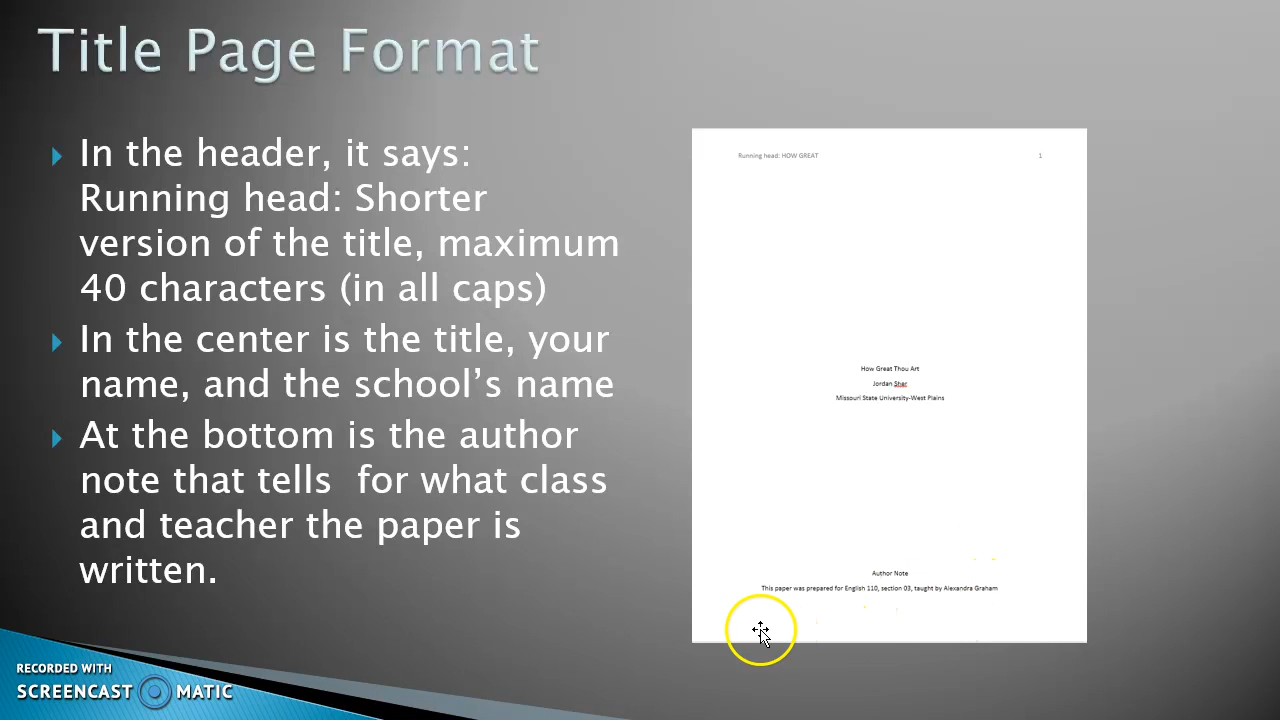 Title Page Format
In the header, it says:
Running head: Shorter
version of the title, maximum
40 characters (in all caps)
In the center is the title, your
name, and the school’s name
At the bottom is the author
note that tells  for what class
and teacher the paper is
written.
Running head: HOW GREAT 1
How Great Thou Art
Jordan Sher
Missouri State University-West Plains
Author Note
This paper was prepared for English 110, section 03, taught by Alexandra Graham
RECORDED WITH
SCREENCAST MATIC